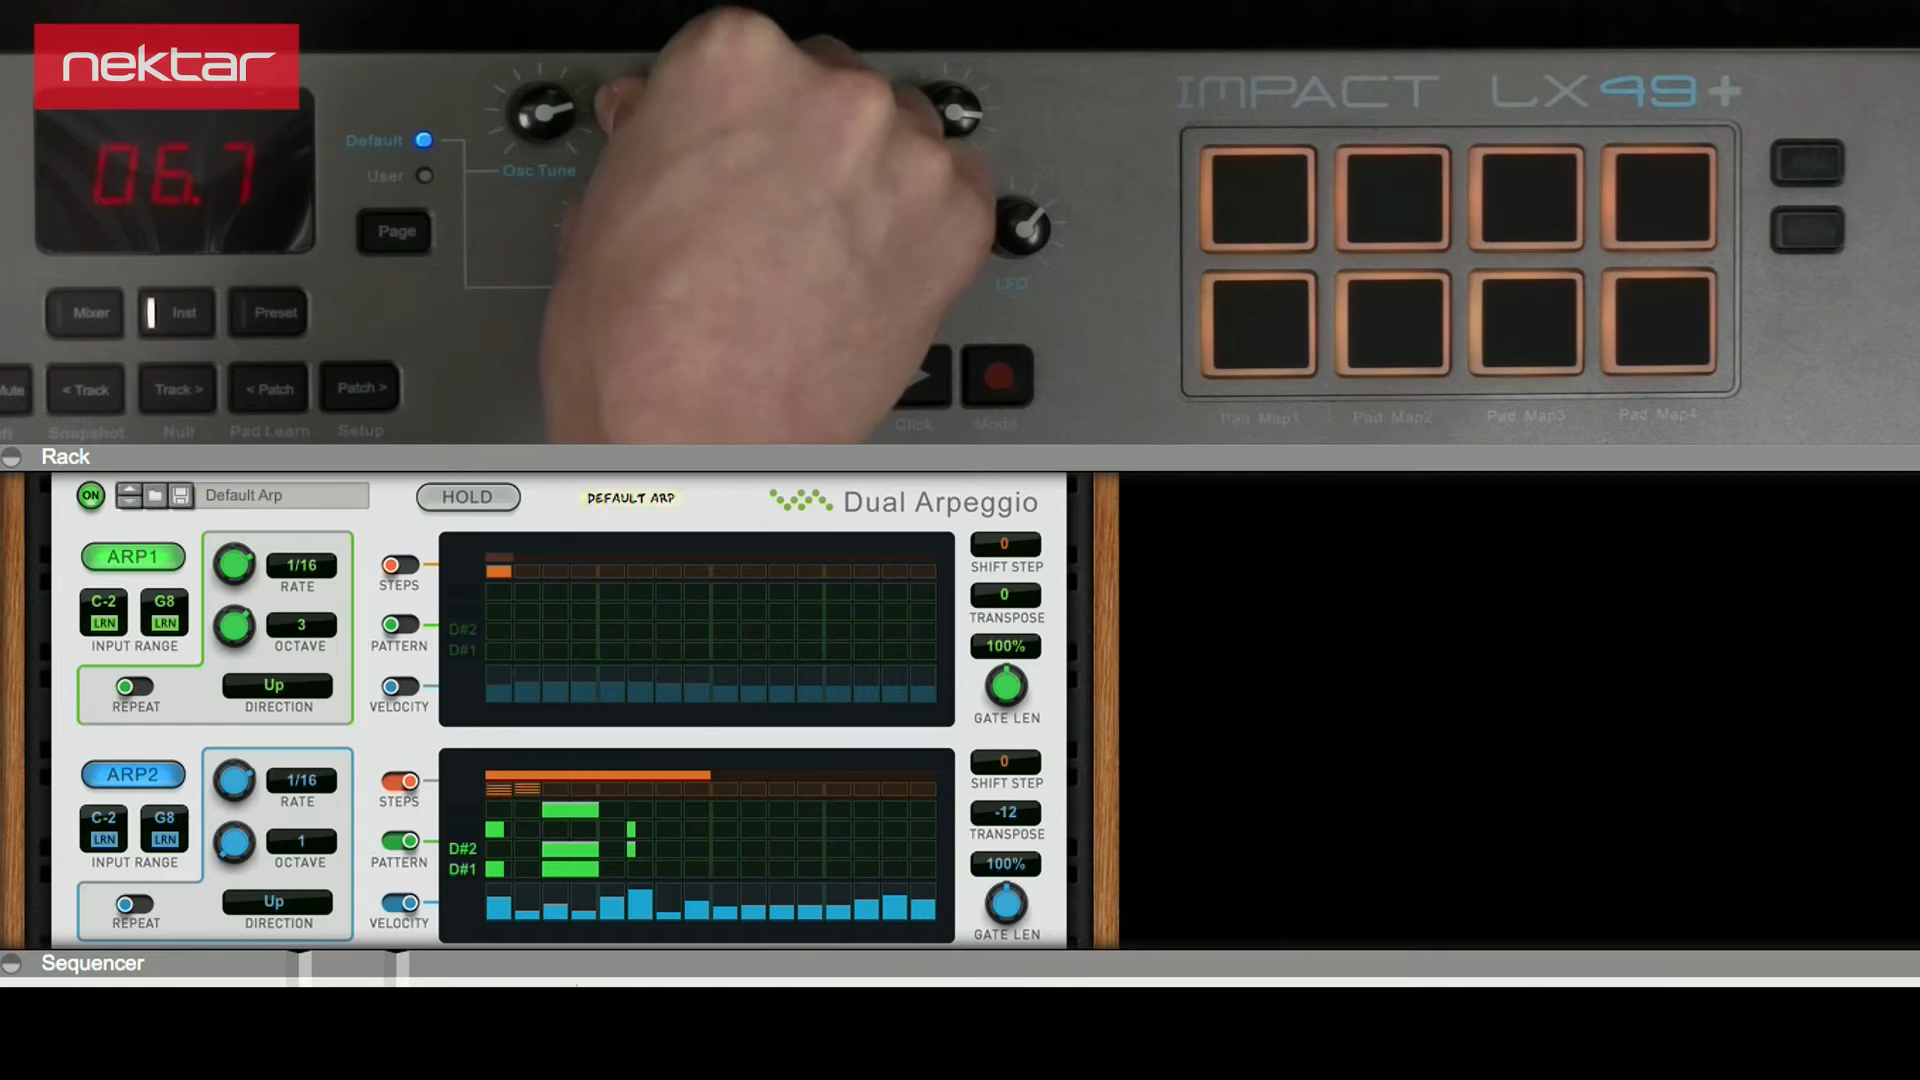 nektar
IMPACT LX49+
06.7
Default
User
Osc Tune
Page
LFO
Mixer
Inst
Preset
Mute
< Track
Track >
< Patch
Patch >
Snapshot
Null
Pad Learn
Setup
Click
Mode
Pad Map1
Pad Map2
Pad Map3
Pad Map4
Rack
ON
Default Arp
HOLD
DEFAULT ARP
Dual Arpeggio
ARP1
C-2
G8
LRN
LRN
INPUT RANGE
1/16
RATE
3
OCTAVE
REPEAT
Up
DIRECTION
STEPS
PATTERN
VELOCITY
D#2
D#1
0
SHIFT STEP
0
TRANSPOSE
100%
GATE LEN
ARP2
C-2
G8
LRN
LRN
INPUT RANGE
1/16
RATE
1
OCTAVE
REPEAT
Up
DIRECTION
STEPS
PATTERN
VELOCITY
D#2
D#1
0
SHIFT STEP
-12
TRANSPOSE
100%
GATE LEN
Sequencer